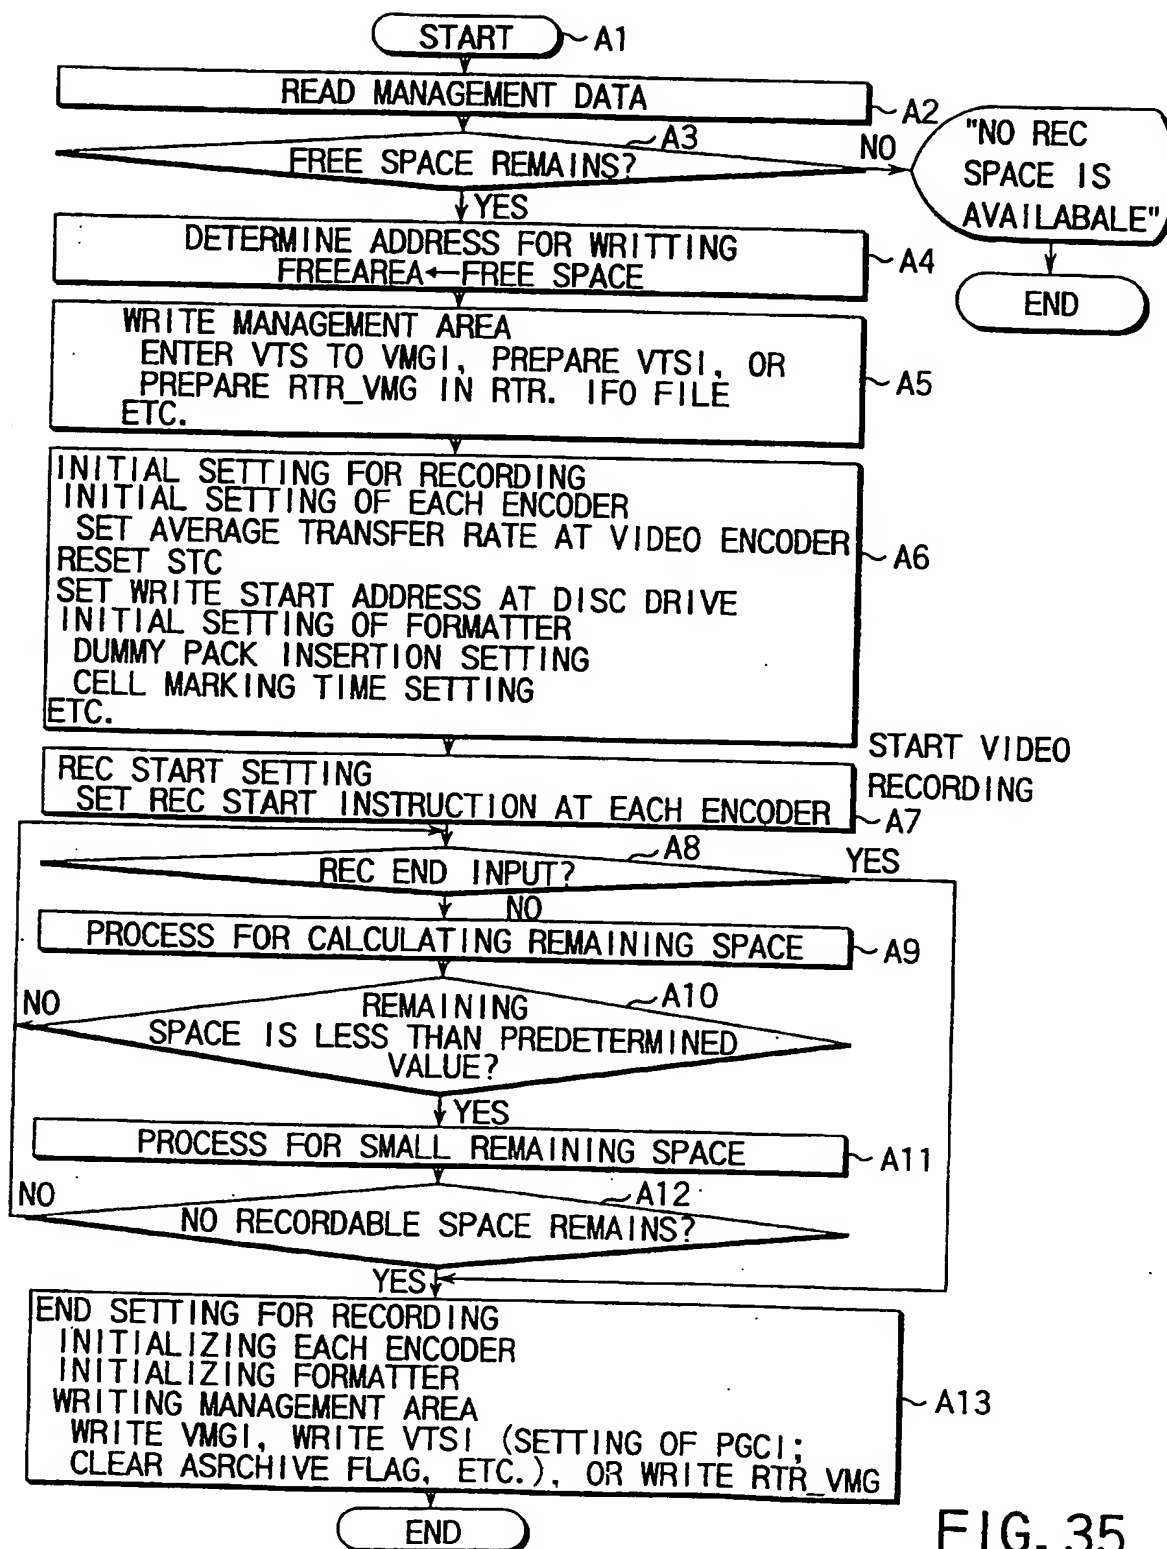 START
A1
READ MANAGEMENT DATA
A2
A3
FREE SPACE REMAINS?
NO
"NO REC
SPACE IS
AVAILABALE"
END
YES
DETERMINE ADDRESS FOR WRITTING
FREEAREA←FREE SPACE
A4
WRITE MANAGEMENT AREA
ENTER VTS TO VMGI, PREPARE VTSI, OR
PREPARE RTR_VMG IN RTR. IFO FILE
ETC.
A5
INITIAL SETTING FOR RECORDING
INITIAL SETTING OF EACH ENCODER
SET AVERAGE TRANSFER RATE AT VIDEO ENCODER
RESET STC
SET WRITE START ADDRESS AT DISC DRIVE
INITIAL SETTING OF FORMATTER
DUMMY PACK INSERTION SETTING
CELL MARKING TIME SETTING
ETC.
A6
START VIDEO
RECORDING
REC START SETTING
SET REC START INSTRUCTION AT EACH ENCODER
A7
A8
REC END INPUT?
YES
NO
PROCESS FOR CALCULATING REMAINING SPACE
A9
A10
NO
REMAINING
SPACE IS LESS THAN PREDETERMINED
VALUE?
YES
PROCESS FOR SMALL REMAINING SPACE
A11
A12
NO
NO RECORDABLE SPACE REMAINS?
YES
END SETTING FOR RECORDING
INITIALIZING EACH ENCODER
INITIALIZING FORMATTER
WRITING MANAGEMENT AREA
WRITE VMGI, WRITE VTSI (SETTING OF PGCI;
CLEAR ASRCHIVE FLAG, ETC.), OR WRITE RTR_VMG
A13
END
FIG. 35